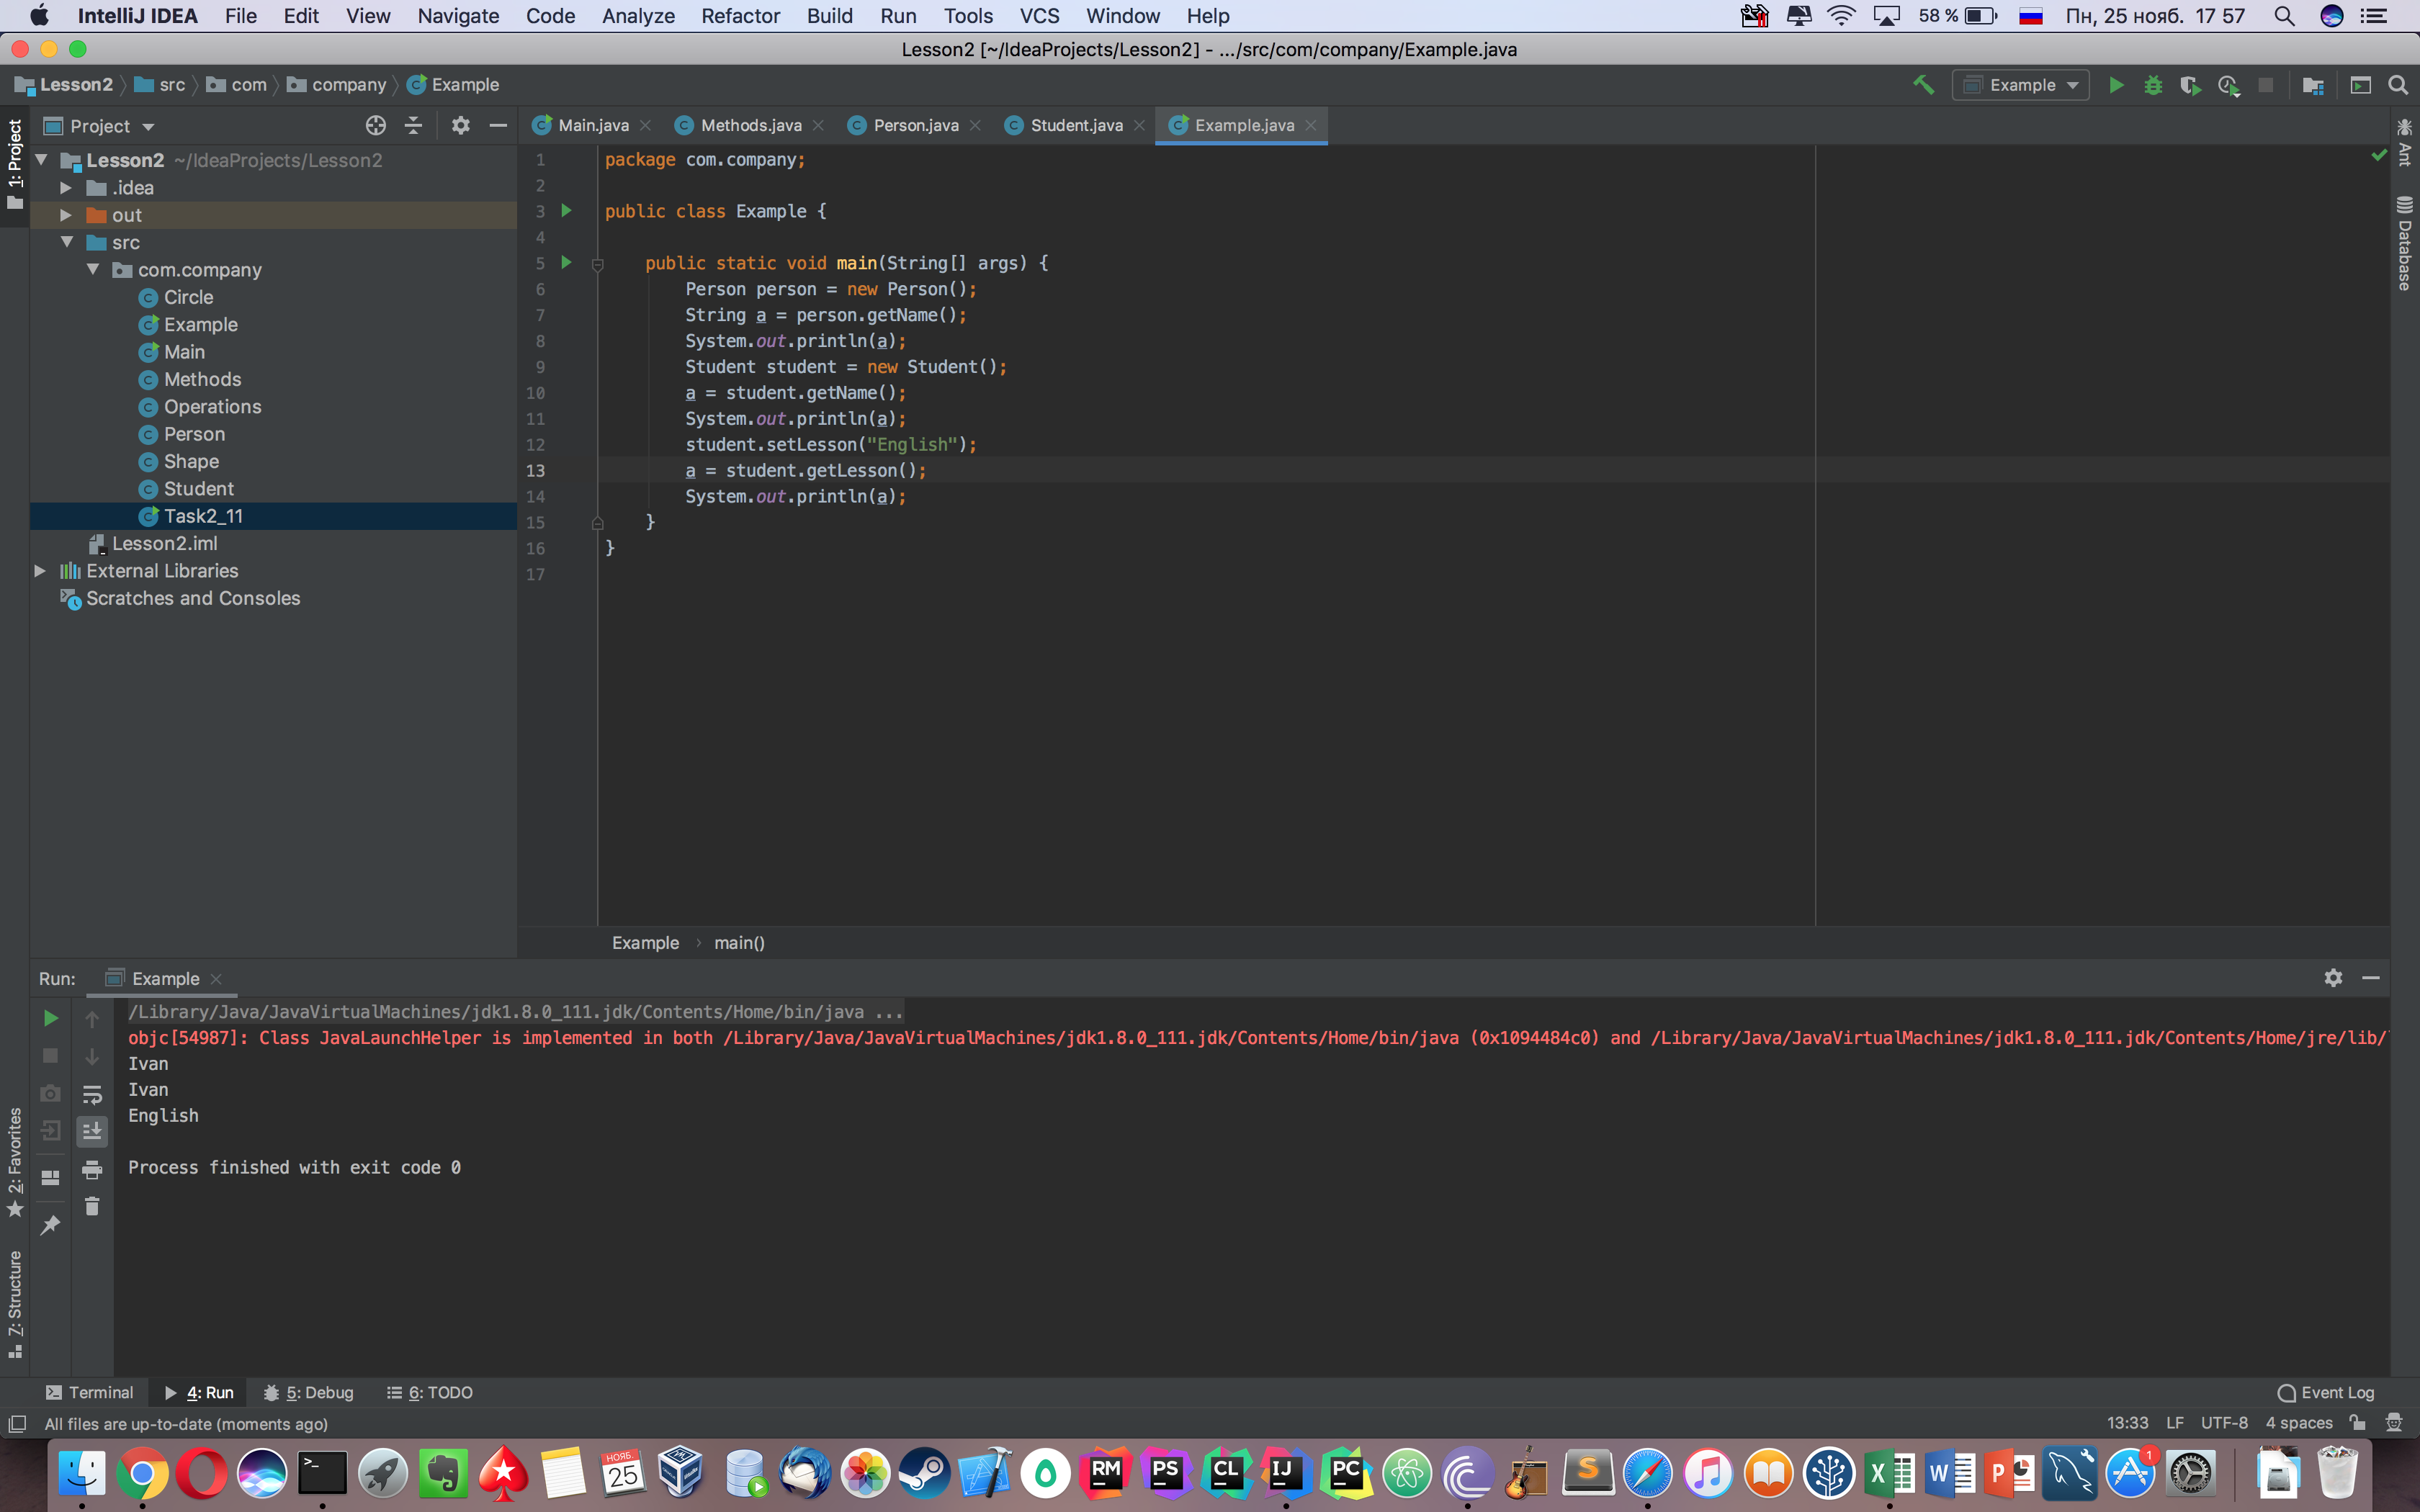 IntelliJ IDEA File Edit View Navigate Code Analyze Refactor Build Run Tools VCS Window Help 58 % Пн, 25 нояб. 17 57
Lesson2 [~/IdeaProjects/Lesson2] - .../src/com/company/Example.java
Lesson2 src com company Example Example
Project Main.java Methods.java Person.java Student.java Example.java
1: Project
Lesson2 ~/IdeaProjects/Lesson2
.idea
out
src
com.company
Circle
Example
Main
Methods
Operations
Person
Shape
Student
Task2_11
Lesson2.iml
External Libraries
Scratches and Consoles
1 package com.company;
2
3 public class Example {
4
5 public static void main(String[] args) {
6 Person person = new Person();
7 String a = person.getName();
8 System.out.println(a);
9 Student student = new Student();
10 a = student.getName();
11 System.out.println(a);
12 student.setLesson("English");
13 a = student.getLesson();
14 System.out.println(a);
15 }
16 }
17
Ant
Database
Example › main()
Run: Example
/Library/Java/JavaVirtualMachines/jdk1.8.0_111.jdk/Contents/Home/bin/java ...
objc[54987]: Class JavaLaunchHelper is implemented in both /Library/Java/JavaVirtualMachines/jdk1.8.0_111.jdk/Contents/Home/bin/java (0x1094484c0) and /Library/Java/JavaVirtualMachines/jdk1.8.0_111.jdk/Contents/Home/jre/lib/
Ivan
Ivan
English
Process finished with exit code 0
2: Favorites
7: Structure
Terminal 4: Run 5: Debug 6: TODO Event Log
All files are up-to-date (moments ago) 13:33 LF UTF-8 4 spaces
НОЯБ.
25
RM PS CL IJ PC S X W P 1